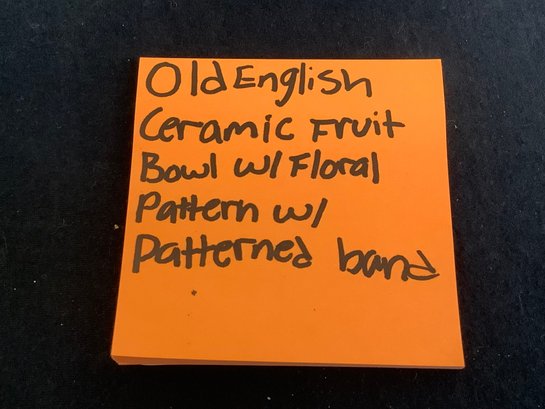 Old English
Ceramic Fruit
Bowl w/ Floral
Pattern w/
Patterned band